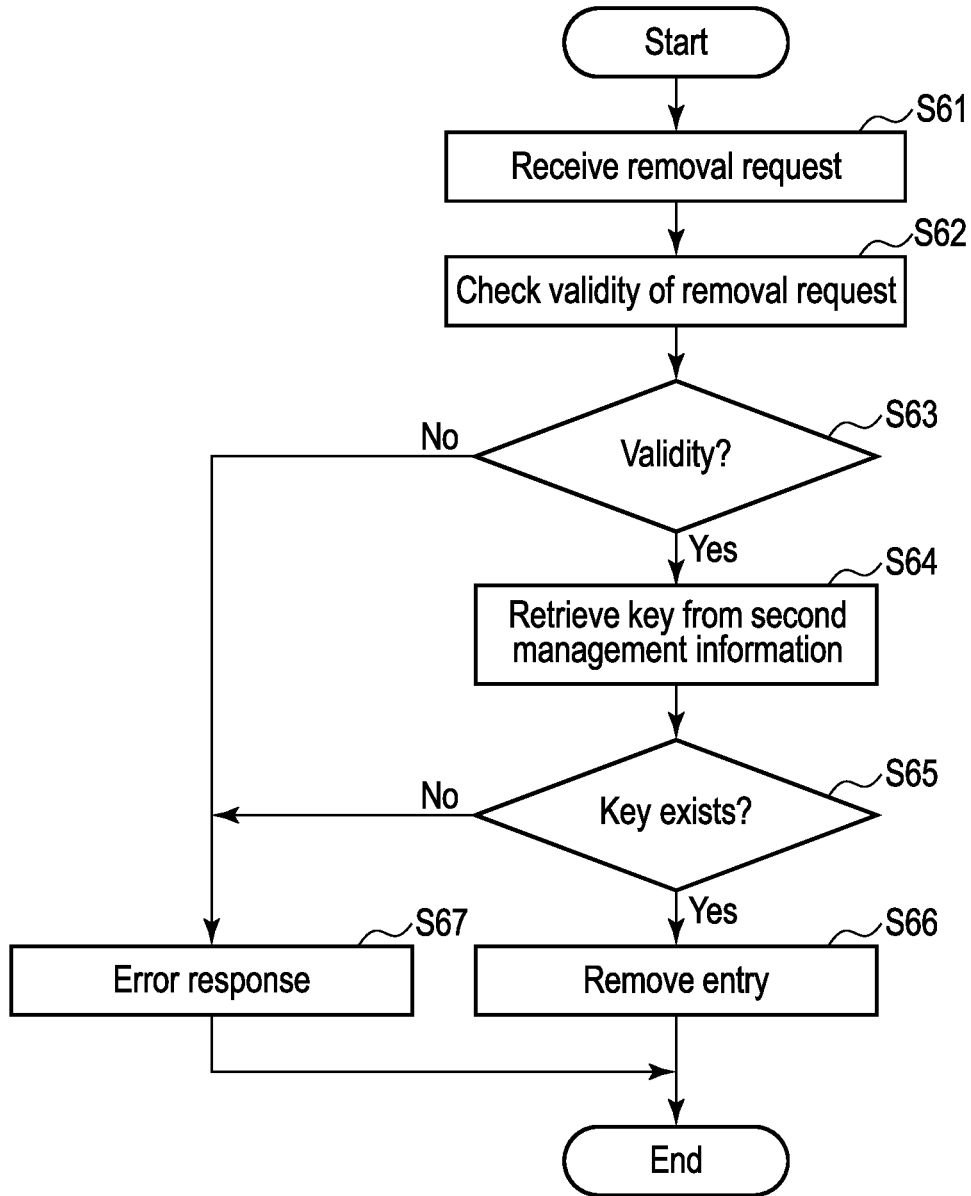 Start
S61
Receive removal request
S62
Check validity of removal request
S63
No
Validity?
Yes
S64
Retrieve key from second
management information
S65
No
Key exists?
Yes
S67
S66
Error response
Remove entry
End